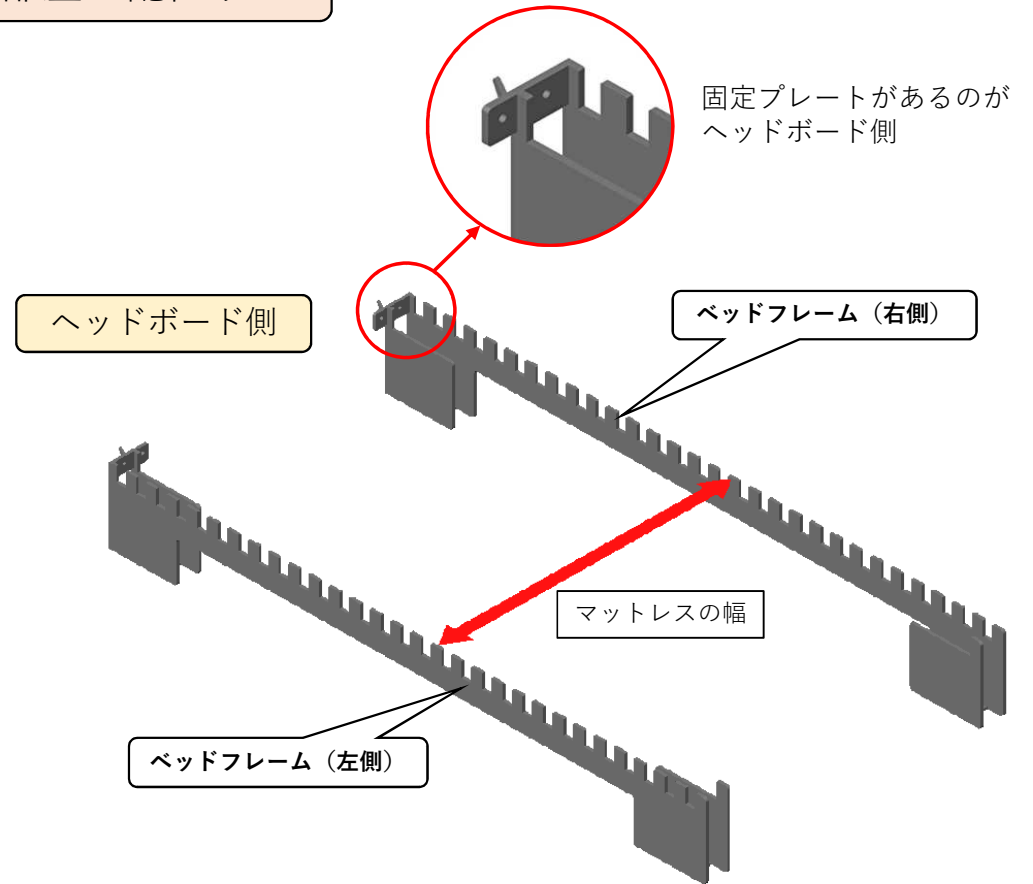 固定プレートがあるのが
ヘッドボード側
ヘッドボード側
ベッドフレーム（右側）
マットレスの幅
ベッドフレーム（左側）